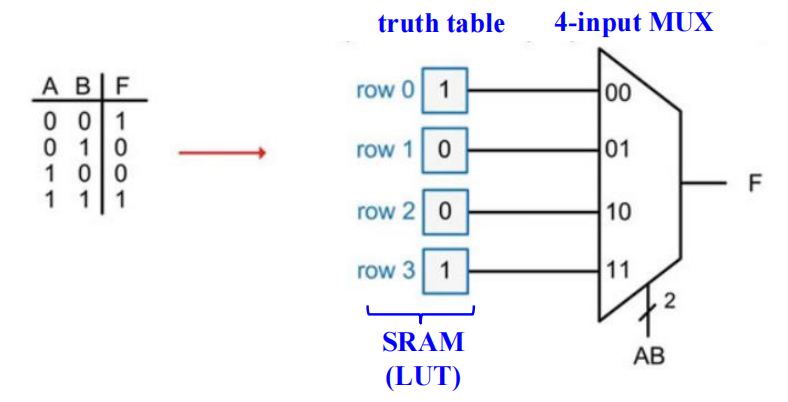 truth table 4-input MUX
A B F
0 0 1
0 1 0
1 0 0
1 1 1
row 0 1 00
row 1 0 01
row 2 0 10
row 3 1 11
F
2
AB
SRAM
(LUT)